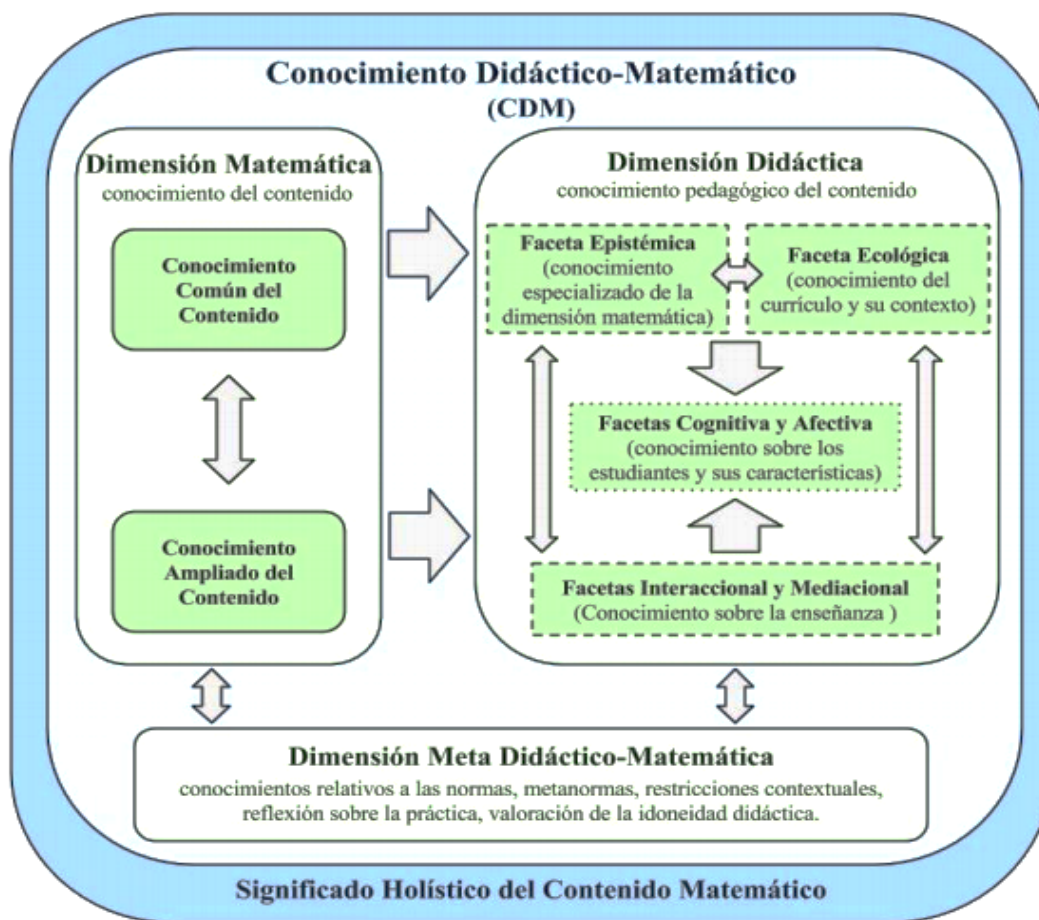 Conocimiento Didáctico-Matemático
(CDM)
Dimensión Matemática
conocimiento del contenido
Conocimiento
Común del
Contenido
Conocimiento
Ampliado del
Contenido
Dimensión Didáctica
conocimiento pedagógico del contenido
Faceta Epistémica
(conocimiento
especializado de la
dimensión matemática)
Faceta Ecológica
(conocimiento del
currículo y su contexto)
Facetas Cognitiva y Afectiva
(conocimiento sobre los
estudiantes y sus características)
Facetas Interaccional y Mediacional
(Conocimiento sobre la enseñanza )
Dimensión Meta Didáctico-Matemática
conocimientos relativos a las normas, metanormas, restricciones contextuales,
reflexión sobre la práctica, valoración de la idoneidad didáctica.
Significado Holístico del Contenido Matemático